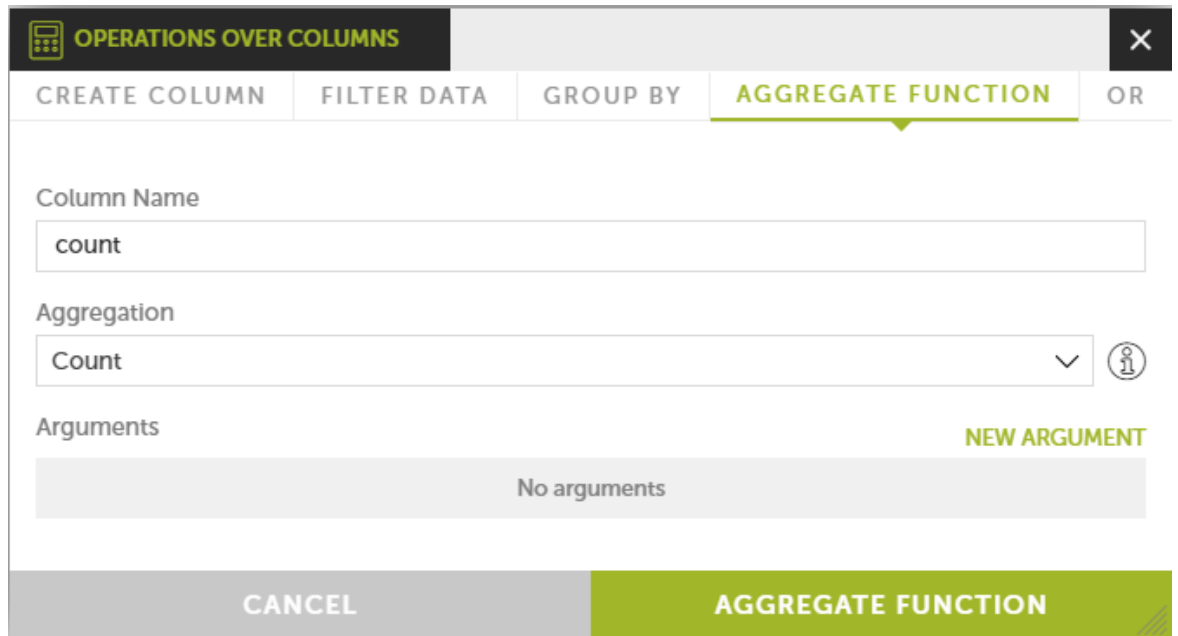 OPERATIONS OVER COLUMNS
CREATE COLUMN FILTER DATA GROUP BY AGGREGATE FUNCTION OR
Column Name
count
Aggregation
Count
Arguments
NEW ARGUMENT
No arguments
CANCEL AGGREGATE FUNCTION